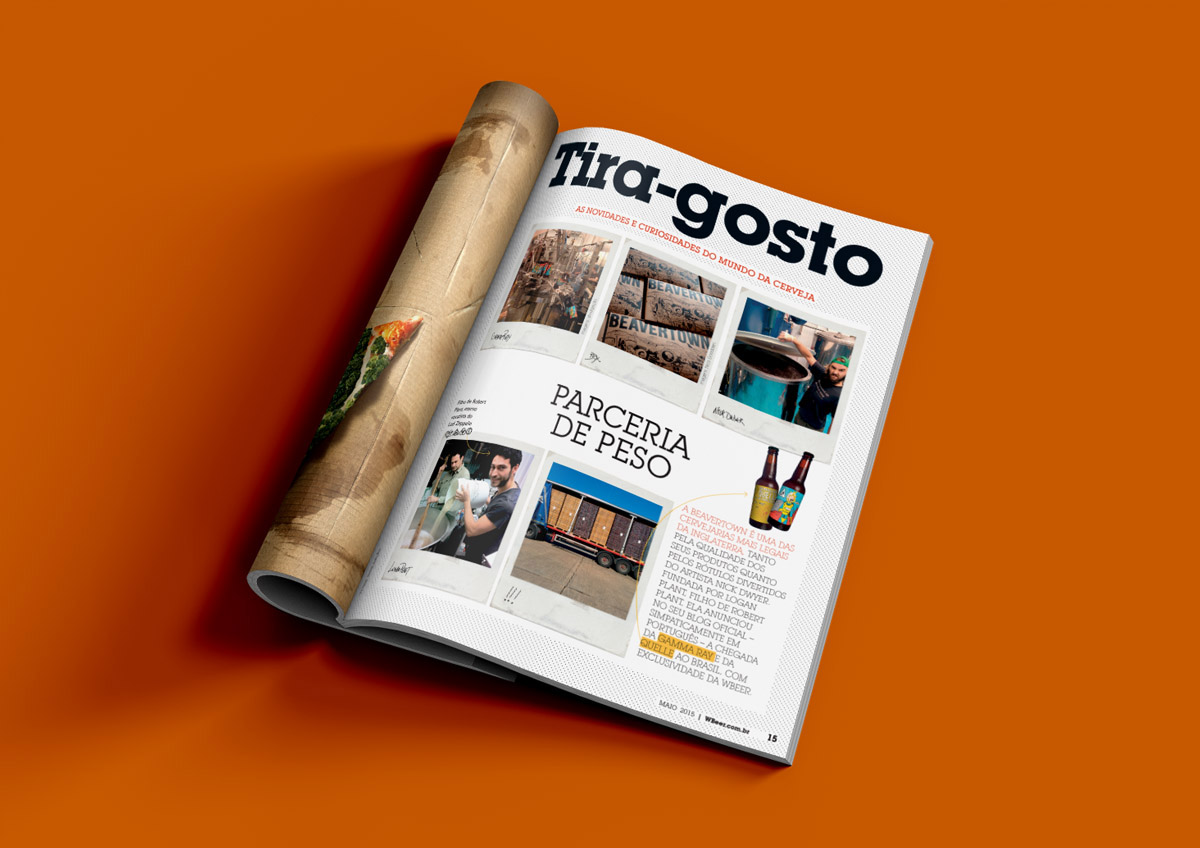 Tira-gosto
AS NOVIDADES E CURIOSIDADES DO MUNDO DA CERVEJA
BEAVERTOWN
BEAVERTOWN
Nick Dwyer
PARCERIA
DE PESO
Filho de Robert
Plant, eterno
vocalista do
Led Zeppelin
A BEAVERTOWN É UMA DAS
CERVEJARIAS MAIS LEGAIS
DA INGLATERRA. TANTO
PELA QUALIDADE DOS
SEUS PRODUTOS QUANTO
PELOS RÓTULOS DIVERTIDOS
DO ARTISTA NICK DWYER.
FUNDADA POR LOGAN
PLANT, FILHO DE ROBERT
PLANT, ELA ANUNCIOU
NO SEU BLOG OFICIAL –
SIMPATICAMENTE EM
PORTUGUÊS – A CHEGADA
DA GAMMA RAY E DA
QUELLE AO BRASIL, COM
EXCLUSIVIDADE DA WBEER.
MAIO 2015 | WBeer.com.br 15